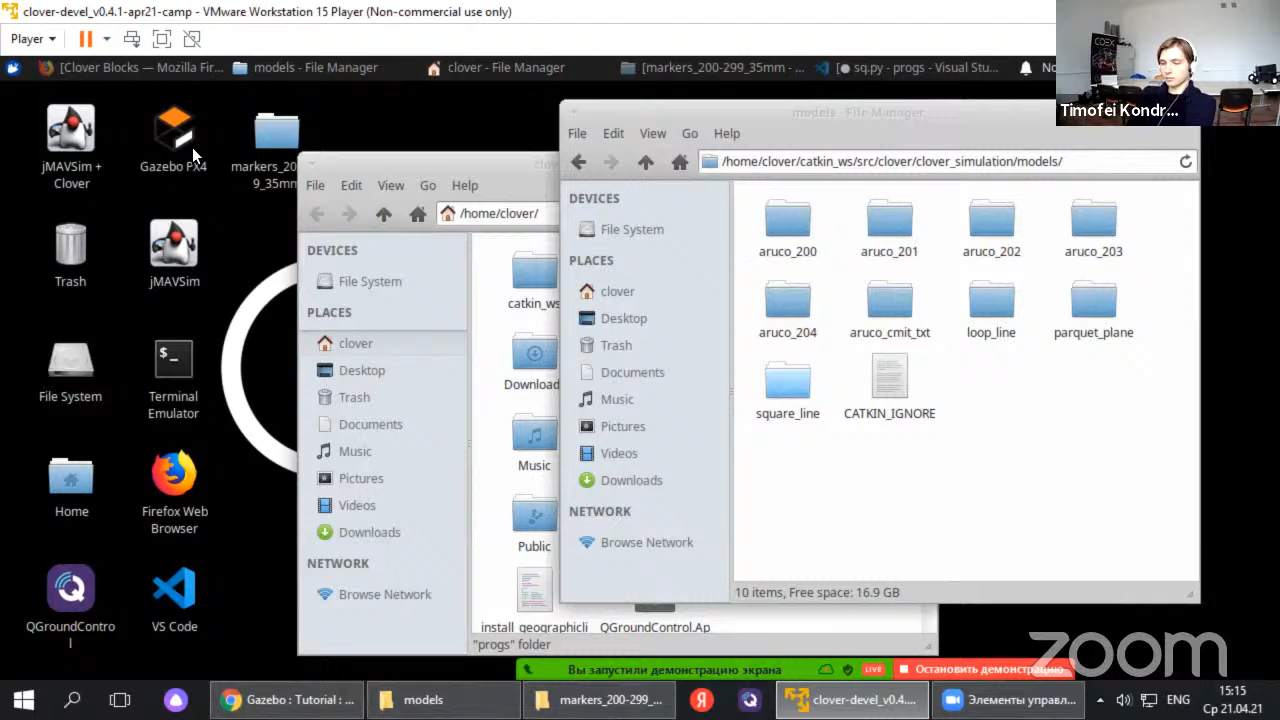 clover-devel_v0.4.1-apr21-camp - VMware Workstation 15 Player (Non-commercial use only)
Player
[Clover Blocks — Mozilla Fir...
models - File Manager
clover - File Manager
[markers_200-299_35mm - ...
[● sq.py - progs - Visual Stu...
COEX
Timofei Kondr...
jMAVSim +
Clover
Gazebo PX4
markers_20
9_35mm
Trash
jMAVSim
File System
Terminal
Emulator
Home
Firefox Web
Browser
QGroundContro
l
VS Code
File Edit View Go Help
/home/clover/
DEVICES
File System
PLACES
clover
Desktop
Trash
Documents
Music
Pictures
Videos
Downloads
NETWORK
Browse Network
catkin_ws
Download
Music
Public
install_geographicli
QGroundControl.Ap
"progs" folder
models - File Manager
File Edit View Go Help
/home/clover/catkin_ws/src/clover/clover_simulation/models/
DEVICES
File System
PLACES
clover
Desktop
Trash
Documents
Music
Pictures
Videos
Downloads
NETWORK
Browse Network
aruco_200
aruco_201
aruco_202
aruco_203
aruco_204
aruco_cmit_txt
loop_line
parquet_plane
square_line
CATKIN_IGNORE
10 items, Free space: 16.9 GB
zoom
Вы запустили демонстрацию экрана
LIVE
Остановить демонстрацию
Gazebo : Tutorial : ...
models
markers_200-299_...
Я
clover-devel_v0.4....
Элементы управл...
ENG
15:15
Ср 21.04.21